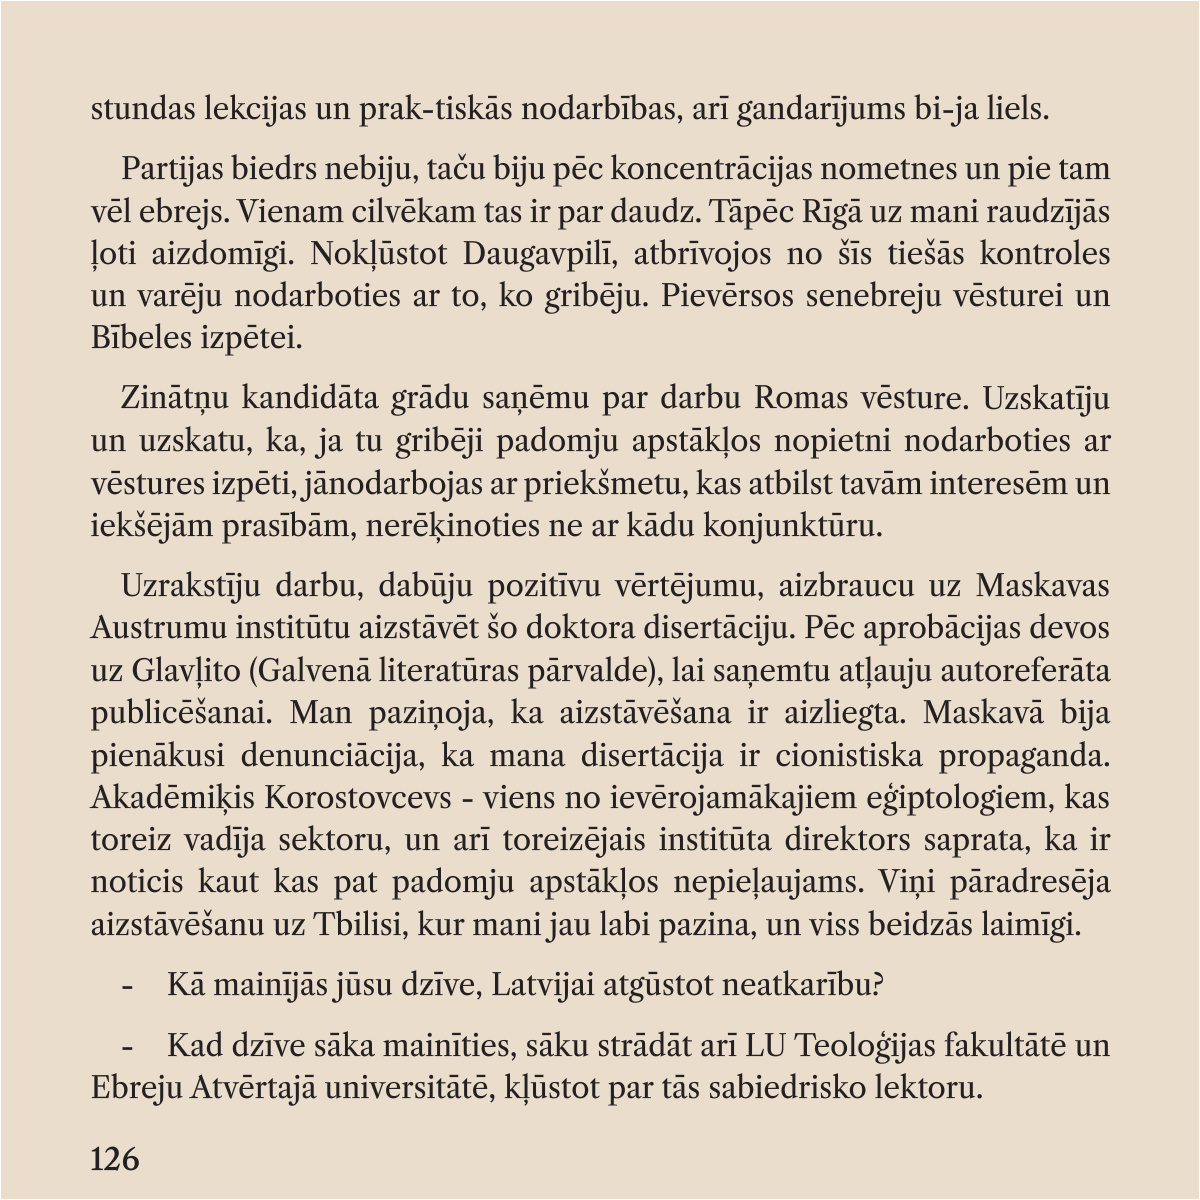 stundas lekcijas un prak-tiskās nodarbības, arī gandarījums bi-ja liels.
Partijas biedrs nebiju, taču biju pēc koncentrācijas nometnes un pie tam
vēl ebrejs. Vienam cilvēkam tas ir par daudz. Tāpēc Rīgā uz mani raudzījās
ļoti aizdomīgi. Nokļūstot Daugavpilī, atbrīvojos no šīs tiešās kontroles
un varēju nodarboties ar to, ko gribēju. Pievērsos senebreju vēsturei un
Bībeles izpētei.
Zinātņu kandidāta grādu saņēmu par darbu Romas vēsture. Uzskatīju
un uzskatu, ka, ja tu gribēji padomju apstākļos nopietni nodarboties ar
vēstures izpēti, jānodarbojas ar priekšmetu, kas atbilst tavām interesēm un
iekšējām prasībām, nerēķinoties ne ar kādu konjunktūru.
Uzrakstīju darbu, dabūju pozitīvu vērtējumu, aizbraucu uz Maskavas
Austrumu institūtu aizstāvēt šo doktora disertāciju. Pēc aprobācijas devos
uz Glavļito (Galvenā literatūras pārvalde), lai saņemtu atļauju autoreferāta
publicēšanai. Man paziņoja, ka aizstāvēšana ir aizliegta. Maskavā bija
pienākusi denunciācija, ka mana disertācija ir cionistiska propaganda.
Akadēmiķis Korostovcevs - viens no ievērojamākajiem eģiptologiem, kas
toreiz vadīja sektoru, un arī toreizējais institūta direktors saprata, ka ir
noticis kaut kas pat padomju apstākļos nepieļaujams. Viņi pāradresēja
aizstāvēšanu uz Tbilisi, kur mani jau labi pazina, un viss beidzās laimīgi.
- Kā mainījās jūsu dzīve, Latvijai atgūstot neatkarību?
- Kad dzīve sāka mainīties, sāku strādāt arī LU Teoloģijas fakultātē un
Ebreju Atvērtajā universitātē, kļūstot par tās sabiedrisko lektoru.
126